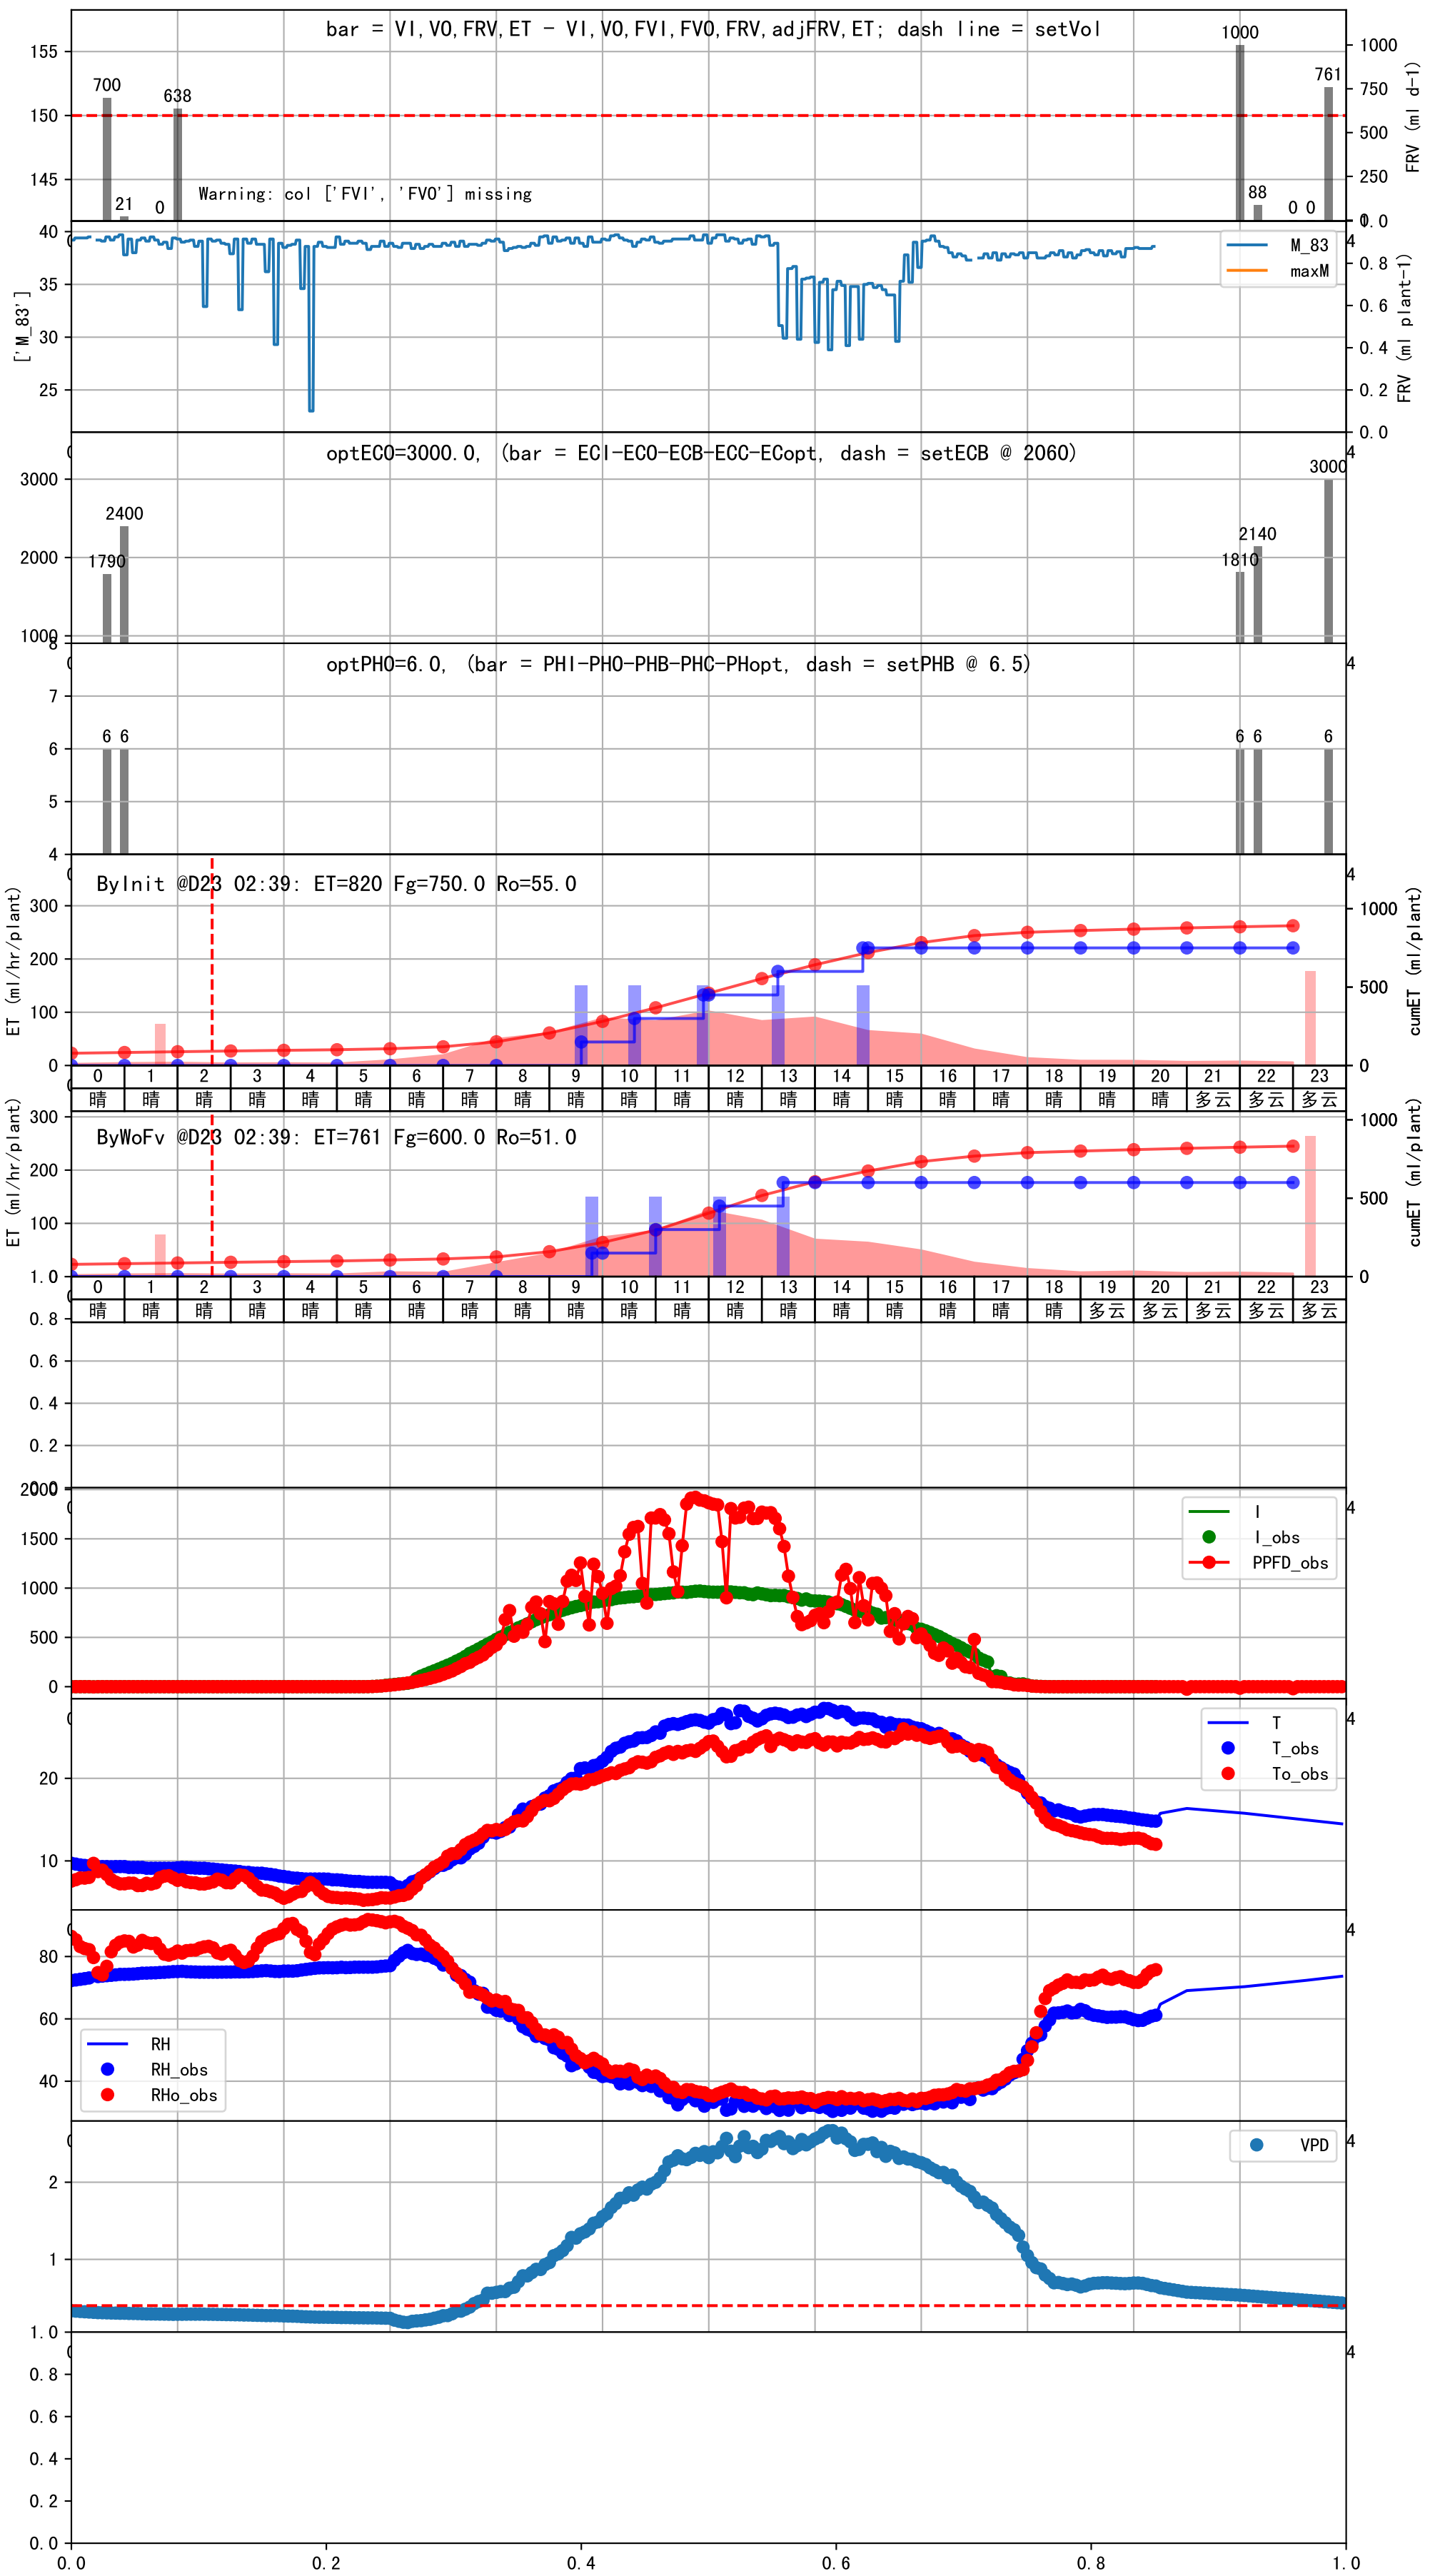 bar = VI,VO,FRV,ET - VI,VO,FVI,FVO,FRV,adjFRV,ET; dash line = setVol
155
150
145
700
21
0
638
Warning: col ['FVI', 'FVO'] missing
1000
88
0 0
761
1000
750
500
250
0.0
FRV (ml d-1)
40
35
30
25
['M_83']
M_83
maxM
4
0.8
0.6
0.4
0.2
0.0
FRV (ml plant-1)
optECO=3000.0, (bar = ECI-ECO-ECB-ECC-ECopt, dash = setECB @ 2060)
4
3000
2000
1000
1790
2400
1810
2140
3000
optPHO=6.0, (bar = PHI-PHO-PHB-PHC-PHopt, dash = setPHB @ 6.5)
4
8
7
6
5
4
6 6
6 6
6
ByInit @D23 02:39: ET=820 Fg=750.0 Ro=55.0
4
300
200
100
0
ET (ml/hr/plant)
1000
500
0
cumET (ml/plant)
0 1 2 3 4 5 6 7 8 9 10 11 12 13 14 15 16 17 18 19 20 21 22 23
晴 晴 晴 晴 晴 晴 晴 晴 晴 晴 晴 晴 晴 晴 晴 晴 晴 晴 晴 晴 晴 多云 多云 多云
ByWoFv @D23 02:39: ET=761 Fg=600.0 Ro=51.0
300
200
100
1.0
ET (ml/hr/plant)
1000
500
0
cumET (ml/plant)
0 1 2 3 4 5 6 7 8 9 10 11 12 13 14 15 16 17 18 19 20 21 22 23
晴 晴 晴 晴 晴 晴 晴 晴 晴 晴 晴 晴 晴 晴 晴 晴 晴 晴 晴 多云 多云 多云 多云 多云
0.8
0.6
0.4
0.2
2000
1500
1000
500
0
4
I
I_obs
PPFD_obs
20
10
4
T
T_obs
To_obs
80
60
40
4
RH
RH_obs
RHo_obs
2
1
4
VPD
1.0
0.8
0.6
0.4
0.2
0.0
4
0.0 0.2 0.4 0.6 0.8 1.0